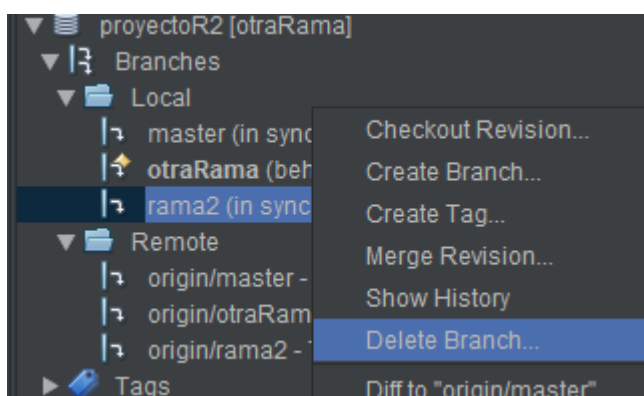 proyectoR2 [otraRama]
Branches
Local
master (in sync
otraRama (beh
rama2 (in sync
Remote
origin/master -
origin/otraRam
origin/rama2 -
Tags
Checkout Revision...
Create Branch...
Create Tag...
Merge Revision...
Show History
Delete Branch...
Diff to "origin/master"